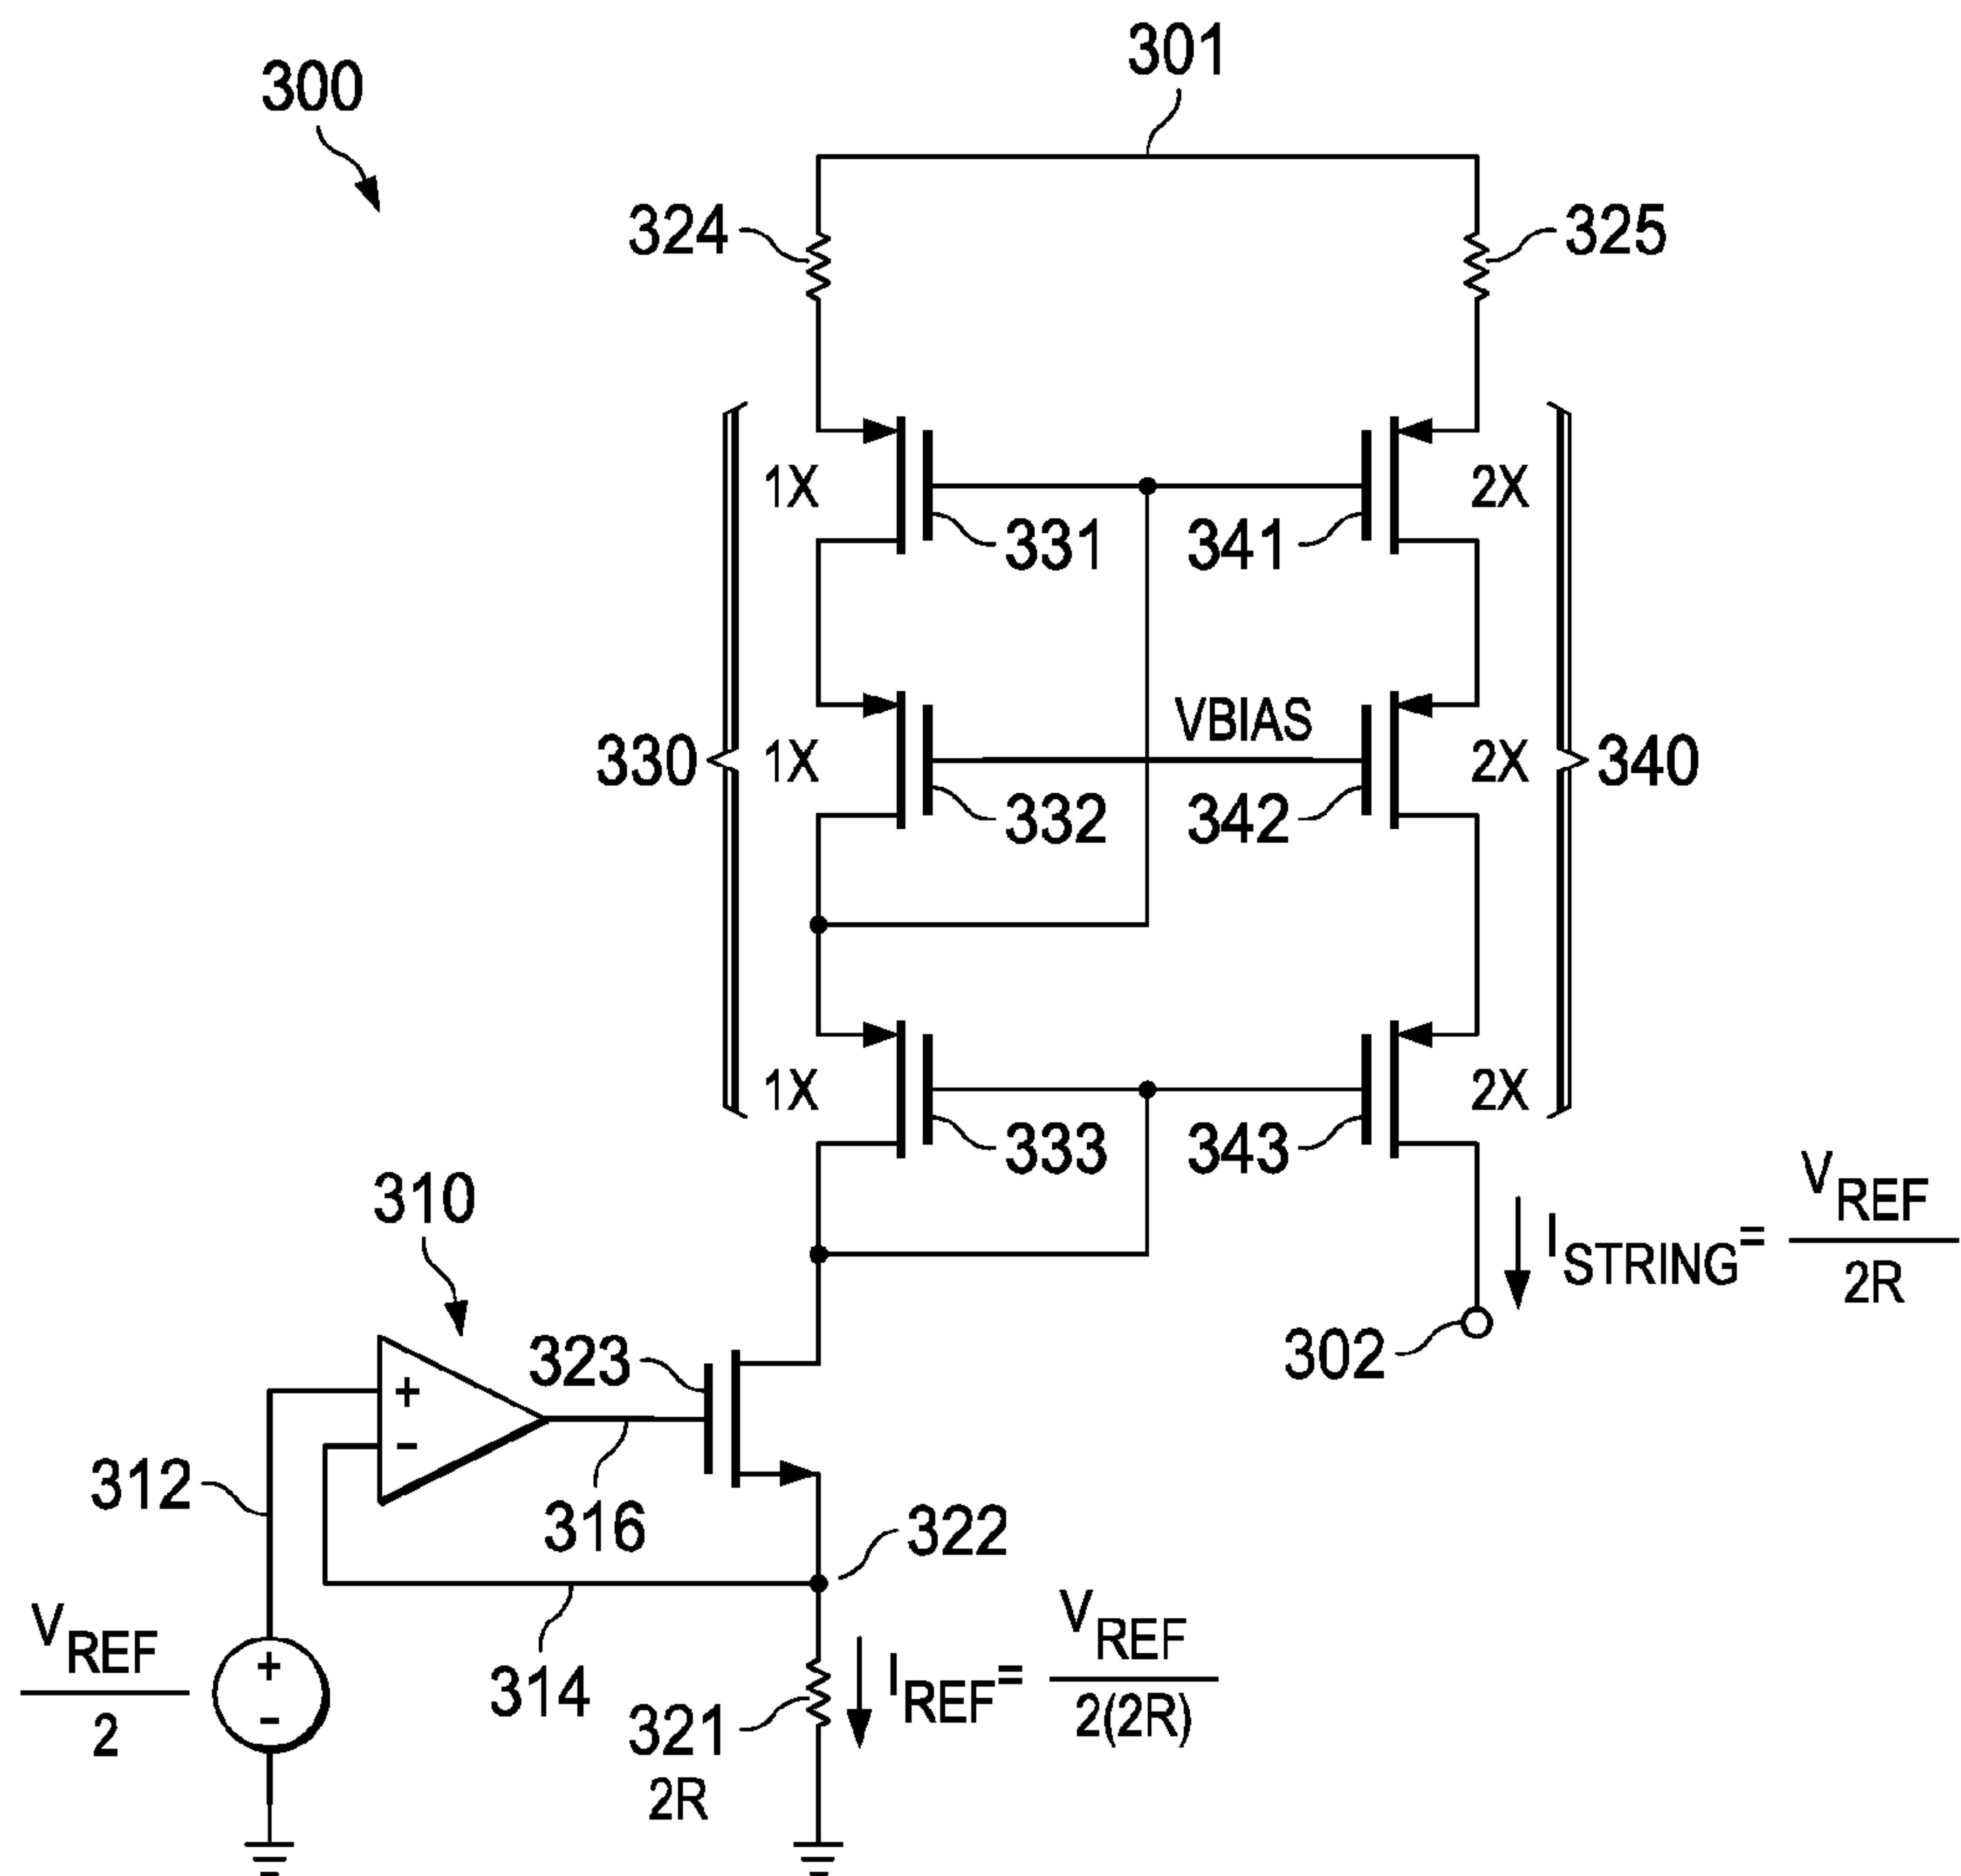 300
301
324
325
1X
2X
331
341
VBIAS
330
1X
2X
340
332
342
1X
2X
333
343
310
I STRING = V REF
2R
302
323
+
-
312
316
322
V REF
2
+
-
314
321
2R
I REF = V REF
2(2R)